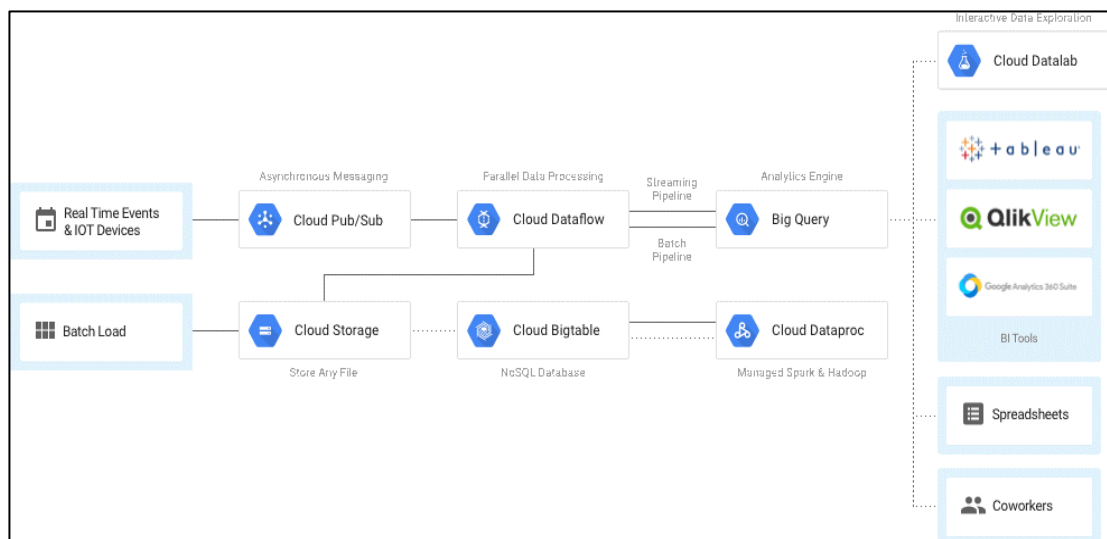 Interactive Data Exploration
Cloud Datalab
+ a b l e a u
Asynchronous Messaging
Parallel Data Processing
Streaming
Pipeline
Analytics Engine
Real Time Events
& IOT Devices
Cloud Pub/Sub
Cloud Dataflow
Big Query
QlikView
Batch
Pipeline
Google Analytics 360 Suite
Batch Load
Cloud Storage
Cloud Bigtable
Cloud Dataproc
BI Tools
Store Any File
NoSQL Database
Managed Spark & Hadoop
Spreadsheets
Coworkers